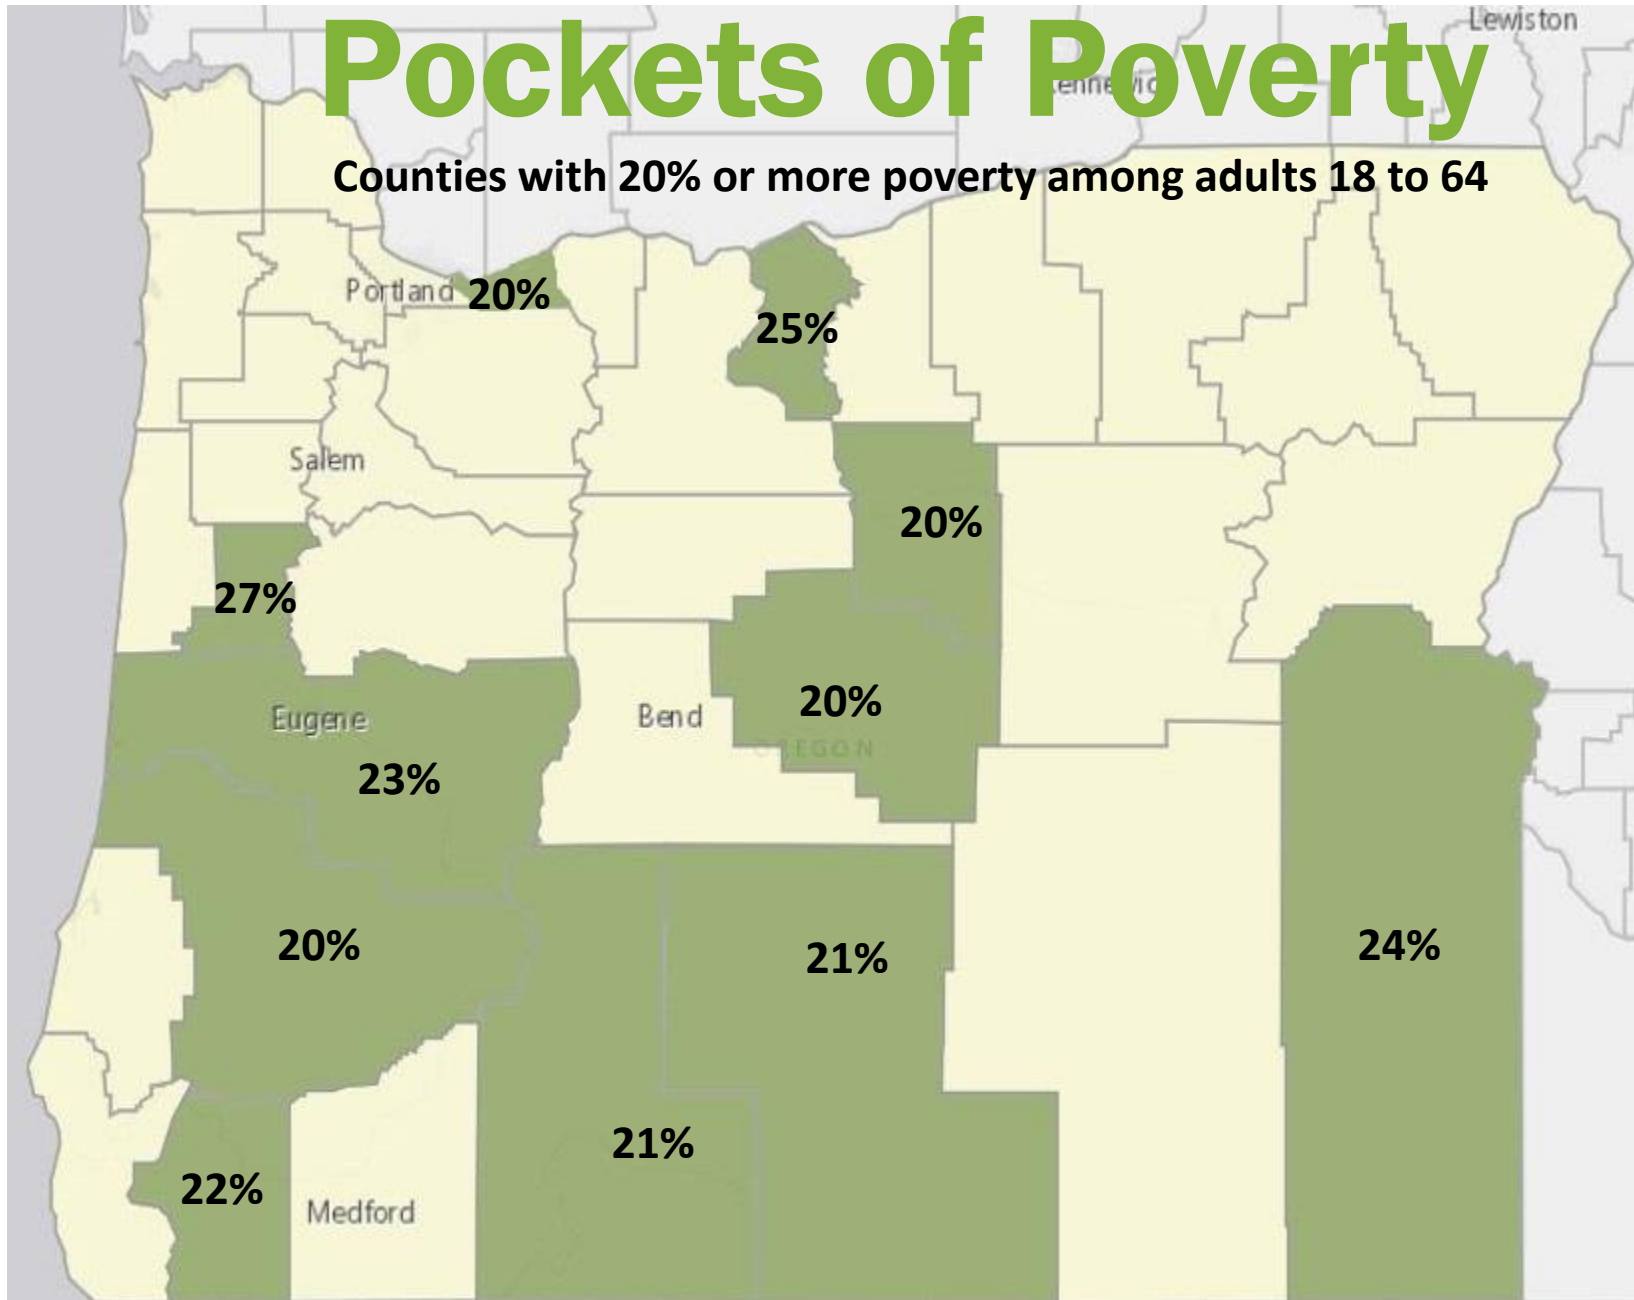 Pockets of Poverty
Lewiston
Counties with 20% or more poverty among adults 18 to 64
Portland
20%
25%
Salem
20%
27%
20%
Eugene
Bend
OREGON
23%
20%
21%
24%
21%
22%
Medford